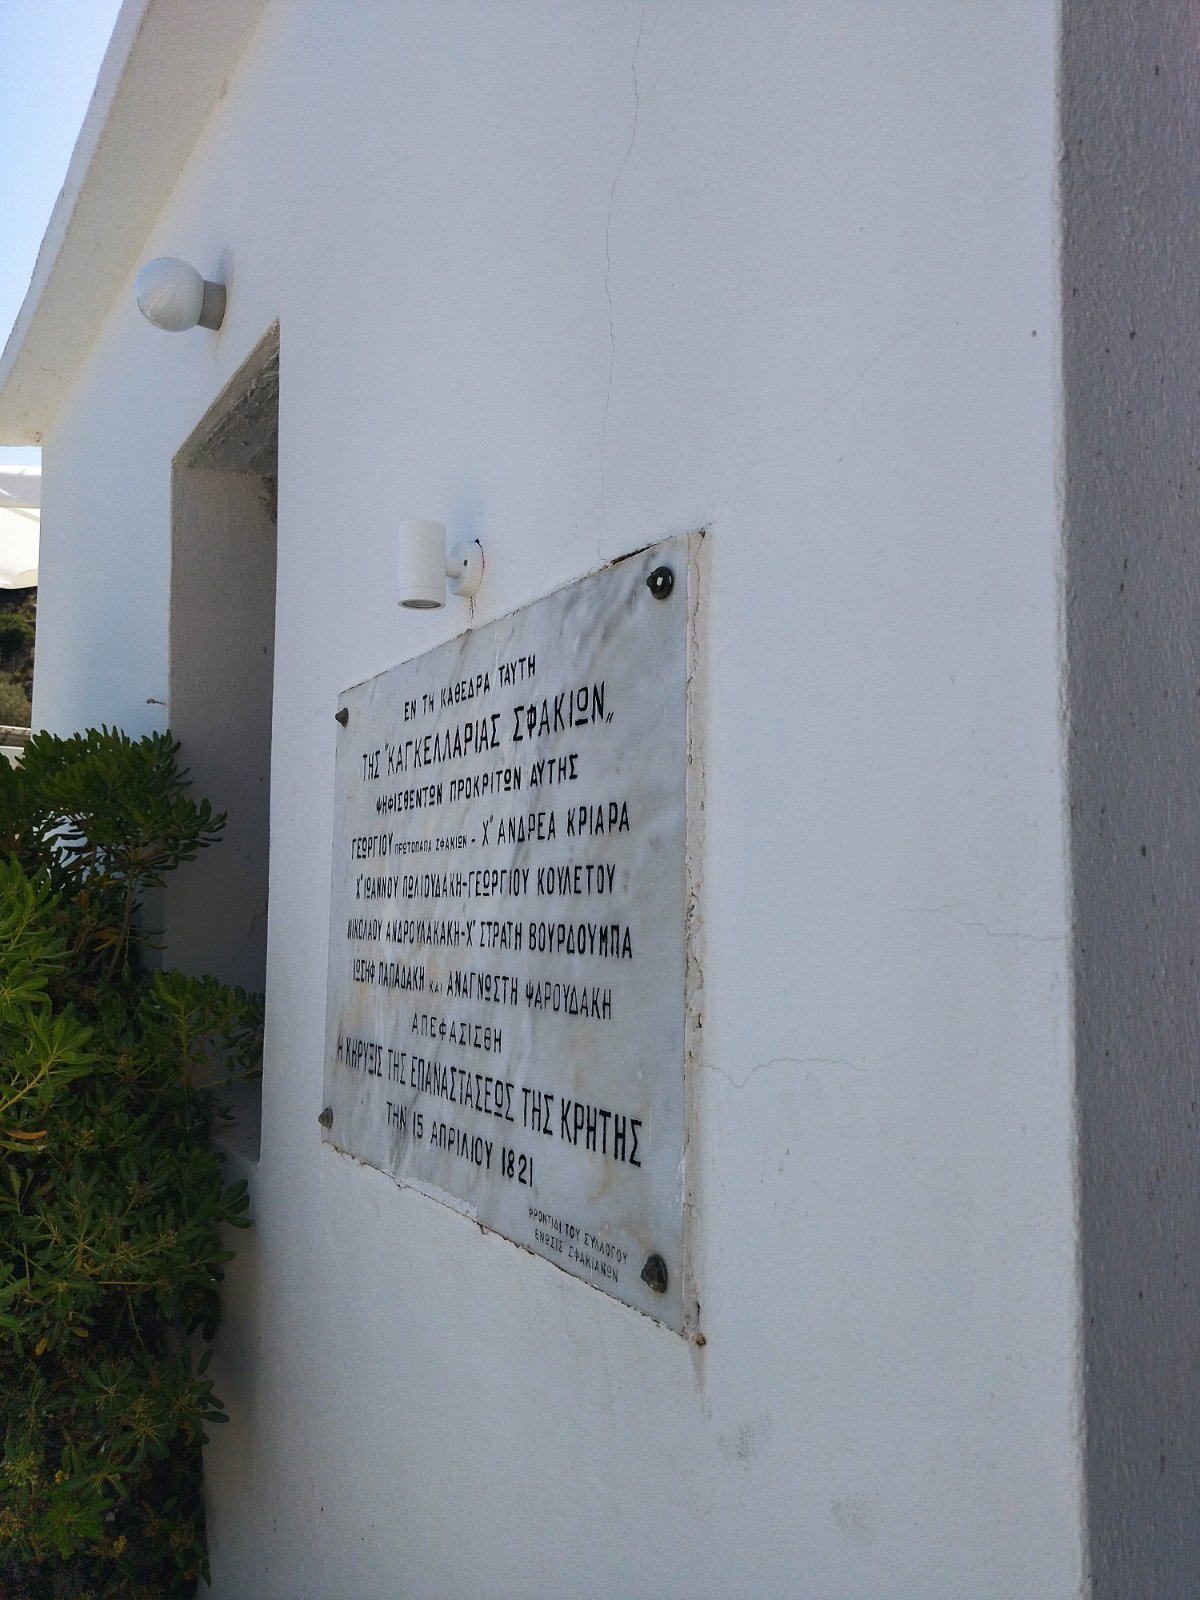 ΕΝ ΤΗ ΚΑΘΕΔΡΑ ΤΑΥΤΗ
ΤΗΣ "ΚΑΓΚΕΛΛΑΡΙΑΣ ΣΦΑΚΙΩΝ„
ΨΗΦΙΣΘΕΝΤΩΝ ΠΡΟΚΡΙΤΩΝ ΑΥΤΗΣ
ΓΕΩΡΓΙΟΥ ΠΡΩΤΟΠΑΠΑ ΣΦΑΚΙΩΝ - Χ" ΑΝΔΡΕΑ ΚΡΙΑΡΑ
Χ" ΙΩΑΝΝΟΥ ΠΩΛΙΟΥΔΑΚΗ-ΓΕΩΡΓΙΟΥ ΚΟΥΛΕΤΟΥ
ΝΙΚΟΛΑΟΥ ΑΝΔΡΟΥΛΑΚΑΚΗ-Χ" ΣΤΡΑΤΗ ΒΟΥΡΔΟΥΜΠΑ
ΙΩΣΗΦ ΠΑΠΑΔΑΚΗ ΚΑΙ ΑΝΑΓΝΩΣΤΗ ΨΑΡΟΥΔΑΚΗ
ΑΠΕΦΑΣΙΣΘΗ
Η ΚΗΡΥΞΙΣ ΤΗΣ ΕΠΑΝΑΣΤΑΣΕΩΣ ΤΗΣ ΚΡΗΤΗΣ
ΤΗΝ 15 ΑΠΡΙΛΙΟΥ 1821
ΦΡΟΝΤΙΔΙ ΤΟΥ ΣΥΛΛΟΓΟΥ
ΕΝΩΣΙΣ ΣΦΑΚΙΑΝΩΝ